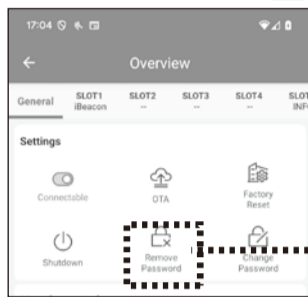 17:04
Overview
General SLOT1 SLOT2 SLOT3 SLOT4 SLOT
iBeacon -- -- -- INF
Settings
Connectable OTA Factory
Reset
Shutdown Remove Change
Password Password